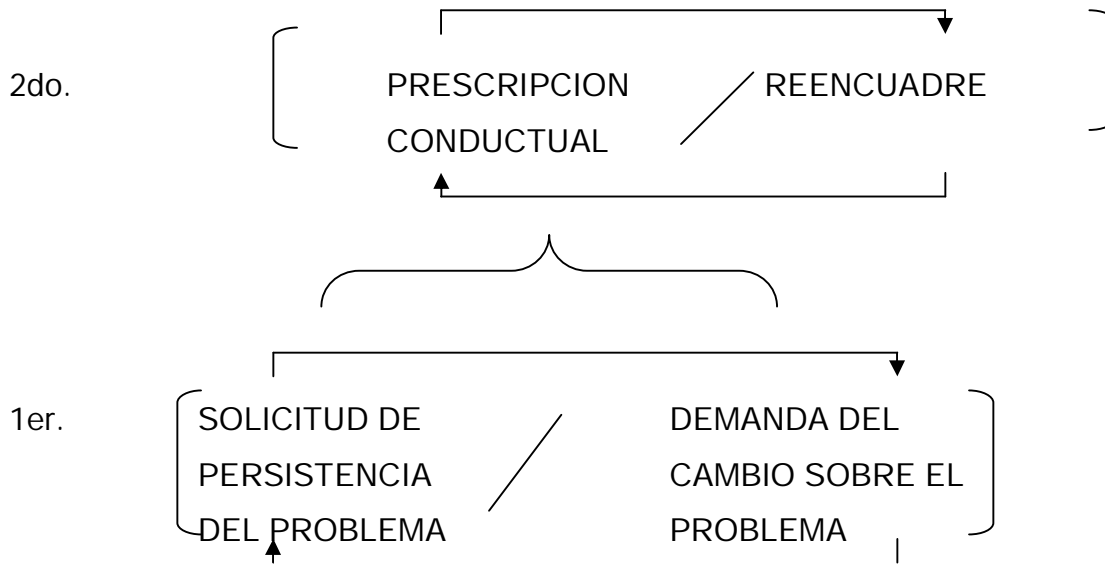 2do. PRESCRIPCION / REENCUADRE
CONDUCTUAL
1er. SOLICITUD DE / DEMANDA DEL
PERSISTENCIA CAMBIO SOBRE EL
DEL PROBLEMA PROBLEMA